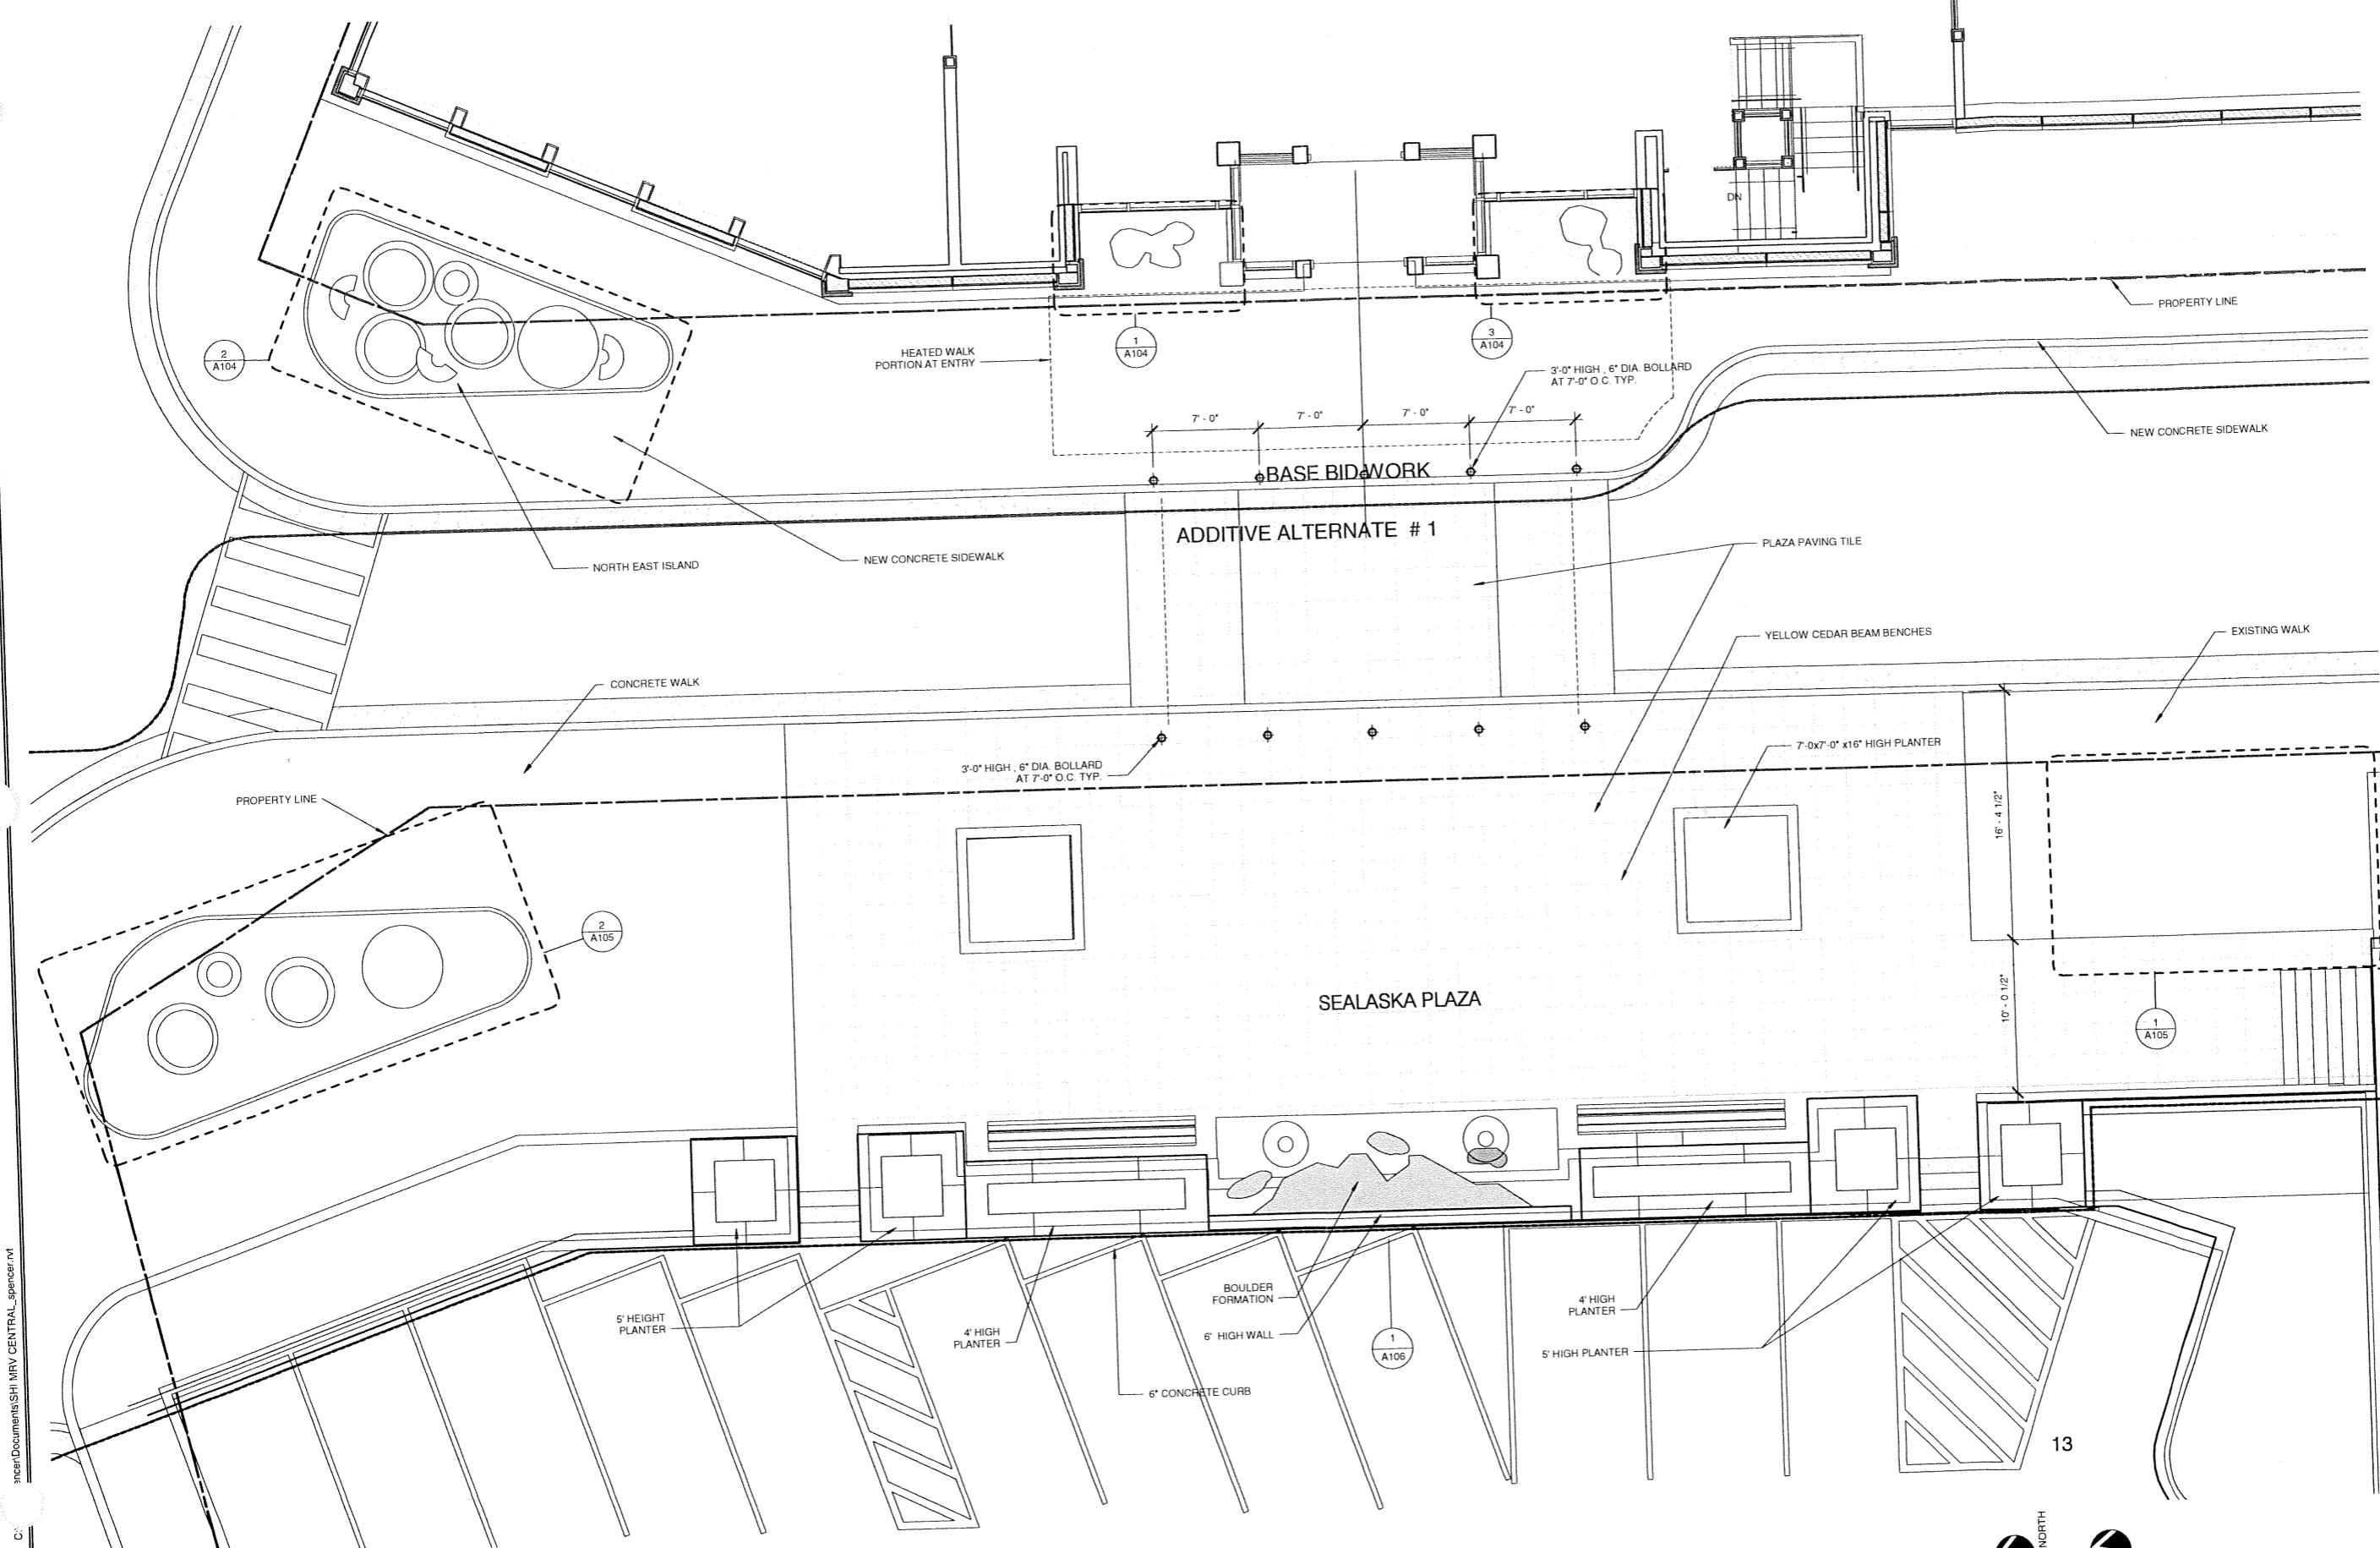 DN
PROPERTY LINE
1
A104
3
A104
2
A104
HEATED WALK
PORTION AT ENTRY
3'-0" HIGH , 6" DIA. BOLLARD
AT 7'-0" O.C. TYP.
7' - 0"
7' - 0"
7' - 0"
7' - 0"
NEW CONCRETE SIDEWALK
BASE BID WORK
ADDITIVE ALTERNATE # 1
NORTH EAST ISLAND
NEW CONCRETE SIDEWALK
PLAZA PAVING TILE
YELLOW CEDAR BEAM BENCHES
EXISTING WALK
CONCRETE WALK
3'-0" HIGH , 6" DIA. BOLLARD
AT 7'-0" O.C. TYP.
7'-0x7'-0" x16" HIGH PLANTER
PROPERTY LINE
16' - 4 1/2"
2
A105
SEALASKA PLAZA
10' - 0 1/2"
1
A105
5' HEIGHT
PLANTER
4' HIGH
PLANTER
BOULDER
FORMATION
6' HIGH WALL
1
A106
4' HIGH
PLANTER
5' HIGH PLANTER
6" CONCRETE CURB
13
NORTH
encer\Documents\SHI MRV CENTRAL_spencer.rvt